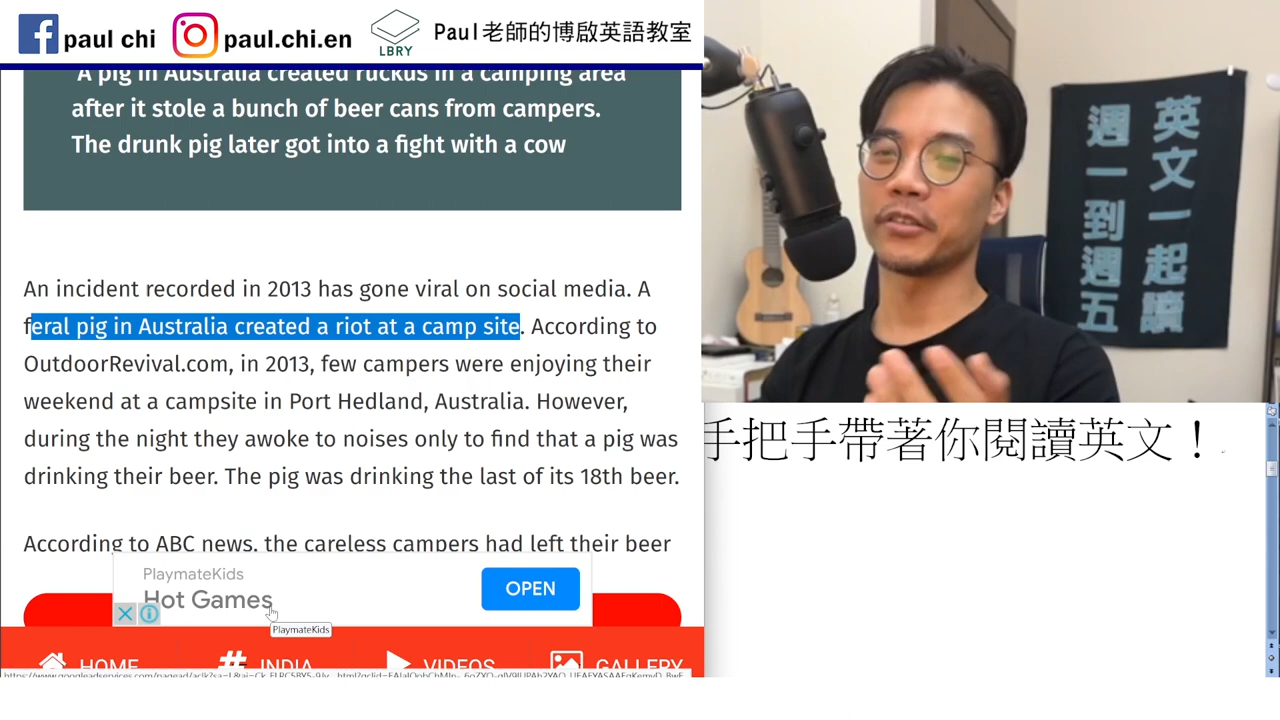 paul chi
paul.chi.en
LBRY
Paul老師的博啟英語教室
A pig in Australia created ruckus in a camping area
after it stole a bunch of beer cans from campers.
The drunk pig later got into a fight with a cow
An incident recorded in 2013 has gone viral on social media. A
feral pig in Australia created a riot at a camp site. According to
OutdoorRevival.com, in 2013, few campers were enjoying their
weekend at a campsite in Port Hedland, Australia. However,
during the night they awoke to noises only to find that a pig was
drinking their beer. The pig was drinking the last of its 18th beer.
According to ABC news, the careless campers had left their beer
PlaymateKids
Hot Games
OPEN
PlaymateKids
HOME
INDIA
VIDEOS
GALLERY
英文一起讀
週一到週五
手把手帶著你閱讀英文！